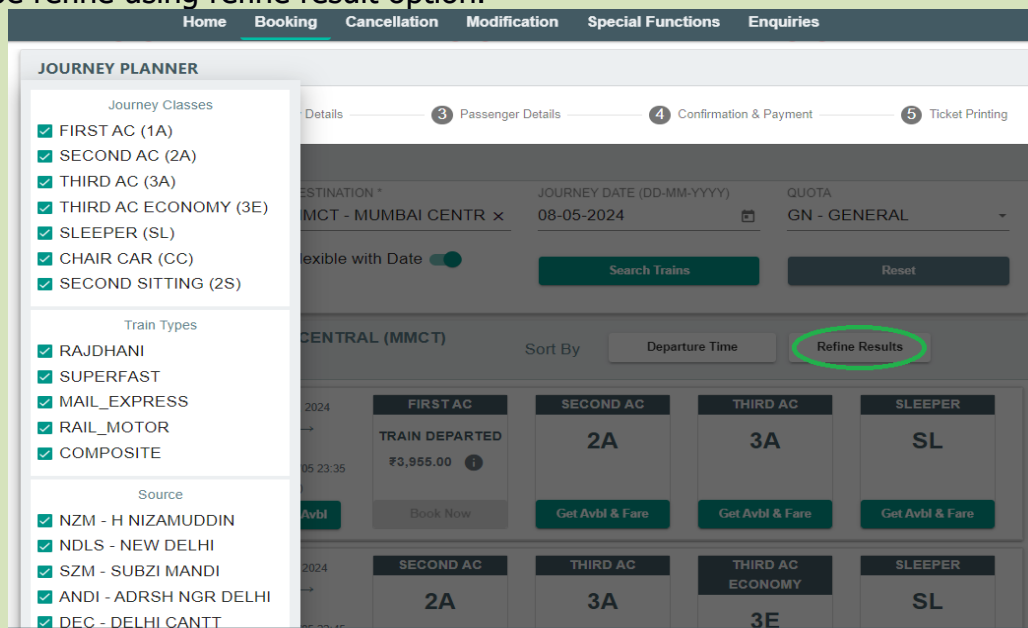 be refine using refine result option.
Home Booking Cancellation Modification Special Functions Enquiries
JOURNEY PLANNER
Journey Classes
FIRST AC (1A)
SECOND AC (2A)
THIRD AC (3A)
THIRD AC ECONOMY (3E)
SLEEPER (SL)
CHAIR CAR (CC)
SECOND SITTING (2S)
Train Types
RAJDHANI
SUPERFAST
MAIL_EXPRESS
RAIL_MOTOR
COMPOSITE
Source
NZM - H NIZAMUDDIN
NDLS - NEW DELHI
SZM - SUBZI MANDI
ANDI - ADRSH NGR DELHI
DEC - DELHI CANTT
Details 3 Passenger Details 4 Confirmation & Payment 5 Ticket Printing
ESTINATION * JOURNEY DATE (DD-MM-YYYY) QUOTA
MMCT - MUMBAI CENTR × 08-05-2024 GN - GENERAL
lexible with Date Search Trains Reset
CENTRAL (MMCT) Sort By Departure Time Refine Results
2024 FIRST AC SECOND AC THIRD AC SLEEPER
TRAIN DEPARTED 2A 3A SL
05 23:35 ₹3,955.00 i
Avbl Book Now Get Avbl & Fare Get Avbl & Fare Get Avbl & Fare
2024 SECOND AC THIRD AC THIRD AC ECONOMY SLEEPER
2A 3A 3E SL